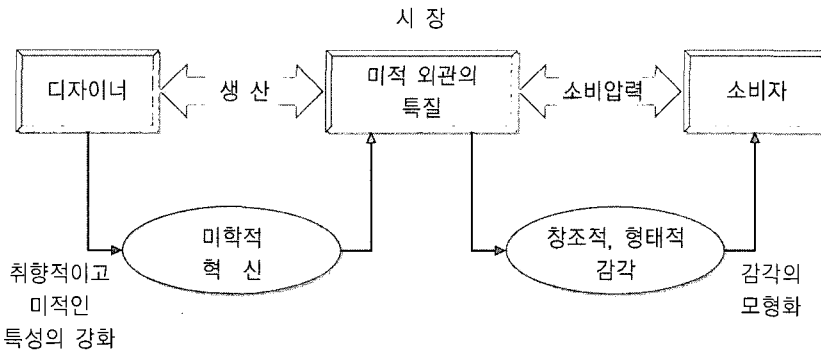 시 장
디자이너
생 산
미적 외관의
특질
소비압력
소비자
미학적
혁 신
창조적, 형태적
감각
취향적이고
미적인
특성의 강화
감각의
모형화